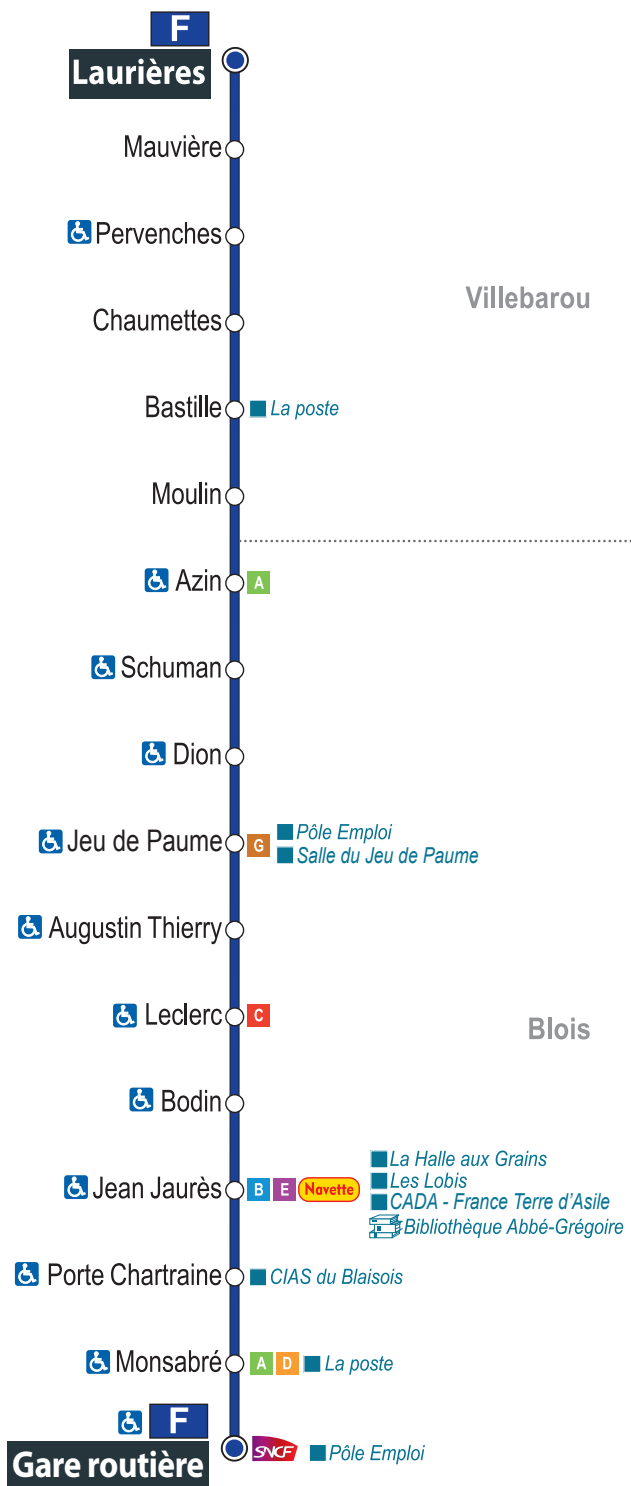 F
Laurières
Mauvière
Pervenches
Villebarou
Chaumettes
Bastille La poste
Moulin
Azin A
Schuman
Dion
Jeu de Paume G Pôle Emploi
Salle du Jeu de Paume
Augustin Thierry
Leclerc C
Blois
Bodin
Jean Jaurès B E Navette La Halle aux Grains
Les Lobis
CADA - France Terre d'Asile
Bibliothèque Abbé-Grégoire
Porte Chartraine CIAS du Blaisois
Monsabré A D La poste
F
Gare routière SNCF Pôle Emploi